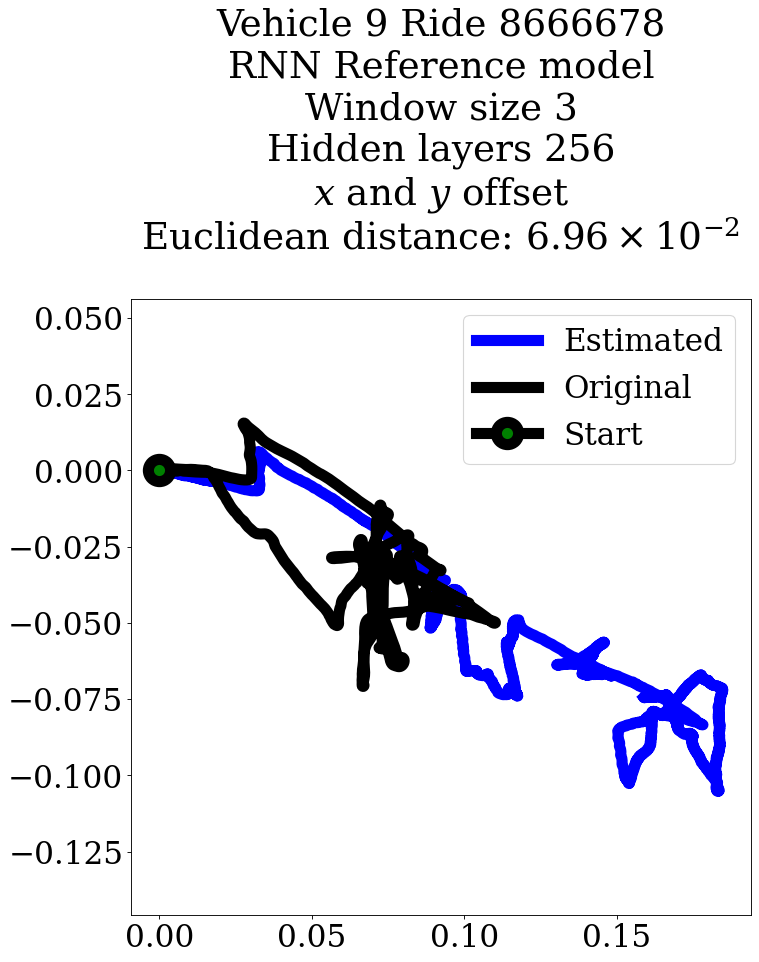 Vehicle 9 Ride 8666678
RNN Reference model
Window size 3
Hidden layers 256
x and y offset
Euclidean distance: 6.96 × 10⁻²
Estimated
Original
Start
0.050
0.025
0.000
−0.025
−0.050
−0.075
−0.100
−0.125
0.00 0.05 0.10 0.15